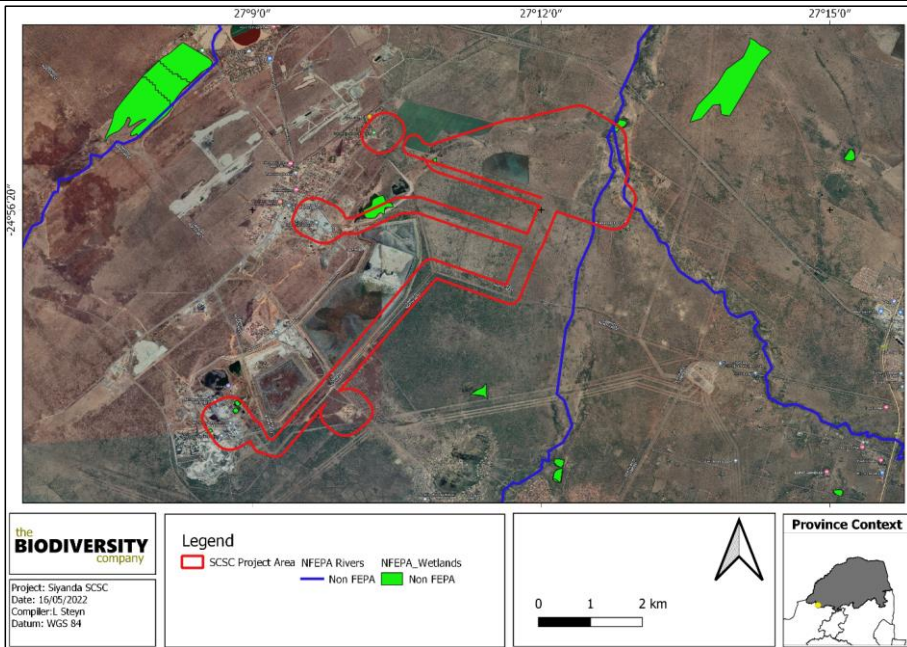 27°9'0"
27°12'0"
27°15'0"
-24°56'20"
the
BIODIVERSITY
company
Project: Siyanda SCSC
Date: 16/05/2022
Compiler:L Steyn
Datum: WGS 84
Legend
SCSC Project Area
NFEPA Rivers
Non FEPA
NFEPA_Wetlands
Non FEPA
0 1 2 km
Province Context